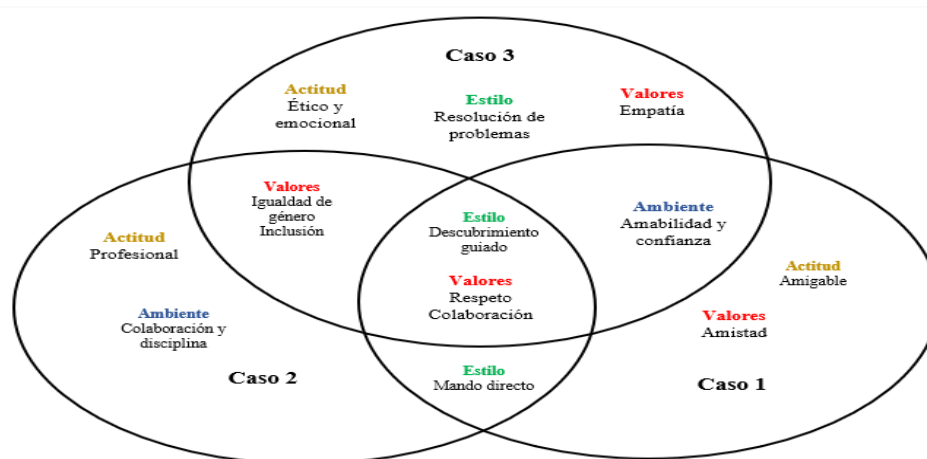 Caso 3
Actitud
Ético y
emocional
Estilo
Resolución de
problemas
Valores
Empatía
Valores
Igualdad de
género
Inclusión
Estilo
Descubrimiento
guiado
Valores
Respeto
Colaboración
Ambiente
Amabilidad y
confianza
Actitud
Profesional
Ambiente
Colaboración y
disciplina
Caso 2
Estilo
Mando directo
Actitud
Amigable
Valores
Amistad
Caso 1